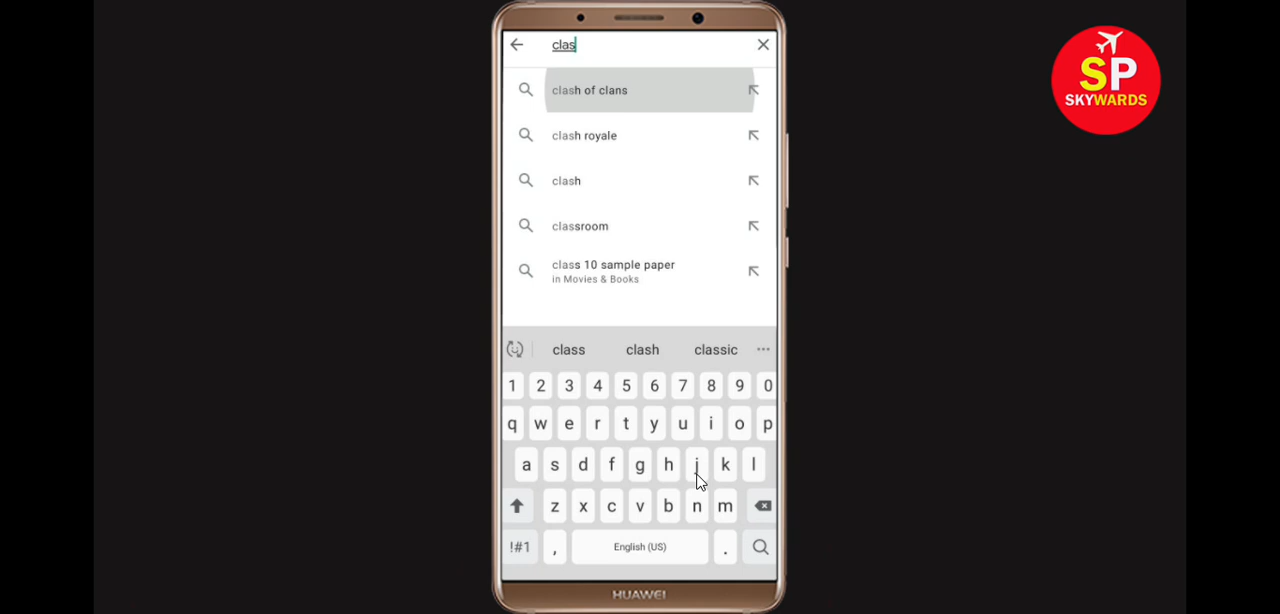 clas
clash of clans
clash royale
clash
classroom
class 10 sample paper
in Movies & Books
class clash classic ...
1 2 3 4 5 6 7 8 9 0
q w e r t y u i o p
a s d f g h j k l
z x c v b n m
!#1 , English (US) .
HUAWEI
SP
SKYWARDS